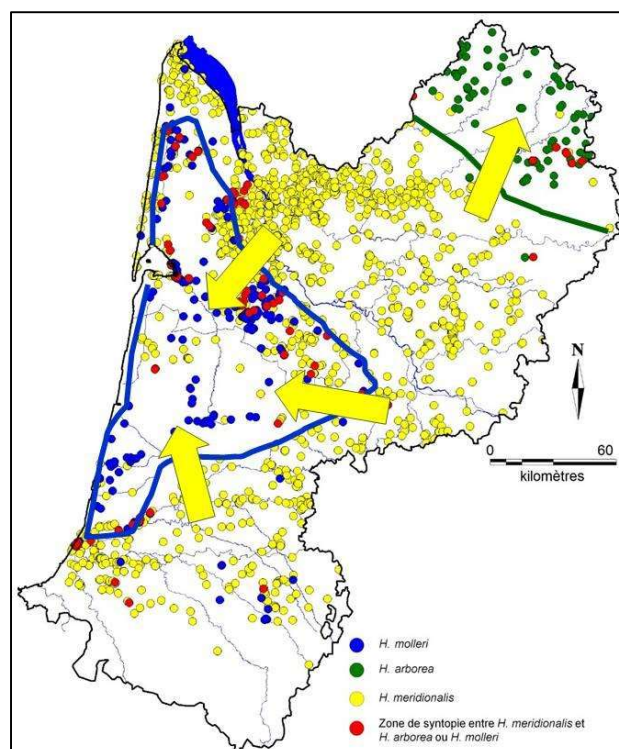 N
0 60
kilomètres
H. molleri
H. arborea
H. meridionalis
Zone de syntopie entre H. meridionalis et
H. arborea ou H. molleri